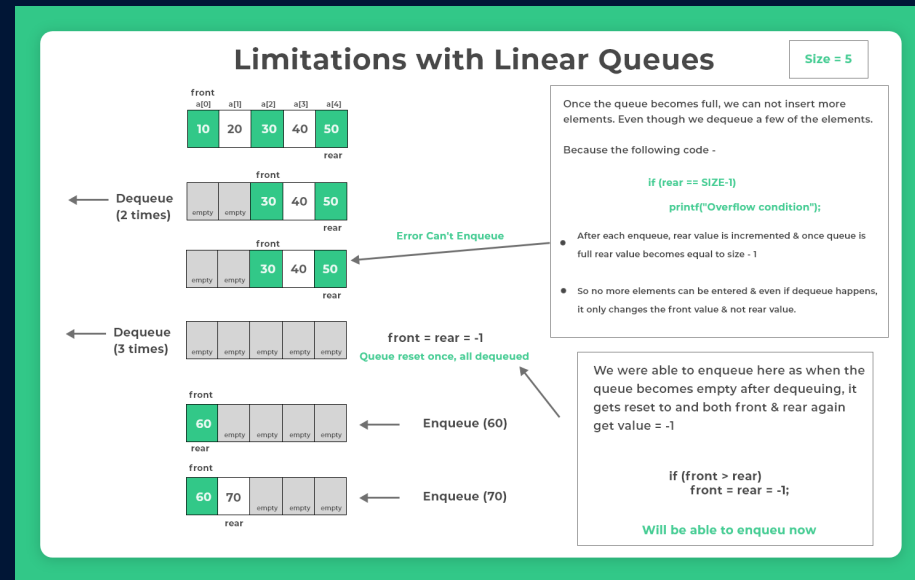 Limitations with Linear Queues
Size = 5
front
a[0] a[1] a[2] a[3] a[4]
10 20 30 40 50
rear
front
Dequeue
(2 times)
empty empty 30 40 50
rear
Error Can't Enqueue
front
30 40 50
empty empty
rear
Dequeue
(3 times)
empty empty empty empty empty
front = rear = -1
Queue reset once, all dequeued
front
60 empty empty empty empty
rear
Enqueue (60)
front
60 70 empty empty empty
rear
Enqueue (70)
Once the queue becomes full, we can not insert more
elements. Even though we dequeue a few of the elements.
Because the following code -
if (rear == SIZE-1)
printf("Overflow condition");
• After each enqueue, rear value is incremented & once queue is
full rear value becomes equal to size - 1
• So no more elements can be entered & even if dequeue happens,
it only changes the front value & not rear value.
We were able to enqueue here as when the
queue becomes empty after dequeuing, it
gets reset to and both front & rear again
get value = -1
if (front > rear)
front = rear = -1;
Will be able to enqueu now